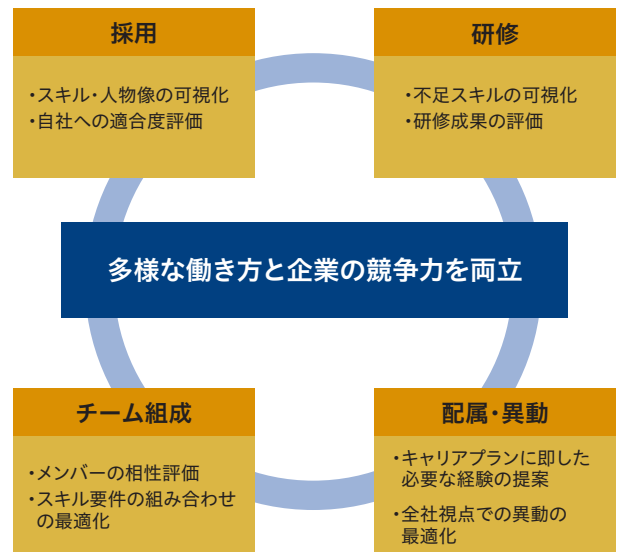 採用
・スキル・人物像の可視化
・自社への適合度評価
研修
・不足スキルの可視化
・研修成果の評価
多様な働き方と企業の競争力を両立
チーム組成
・メンバーの相性評価
・スキル要件の組み合わせ
の最適化
配属・異動
・キャリアプランに即した
必要な経験の提案
・全社視点での異動の
最適化